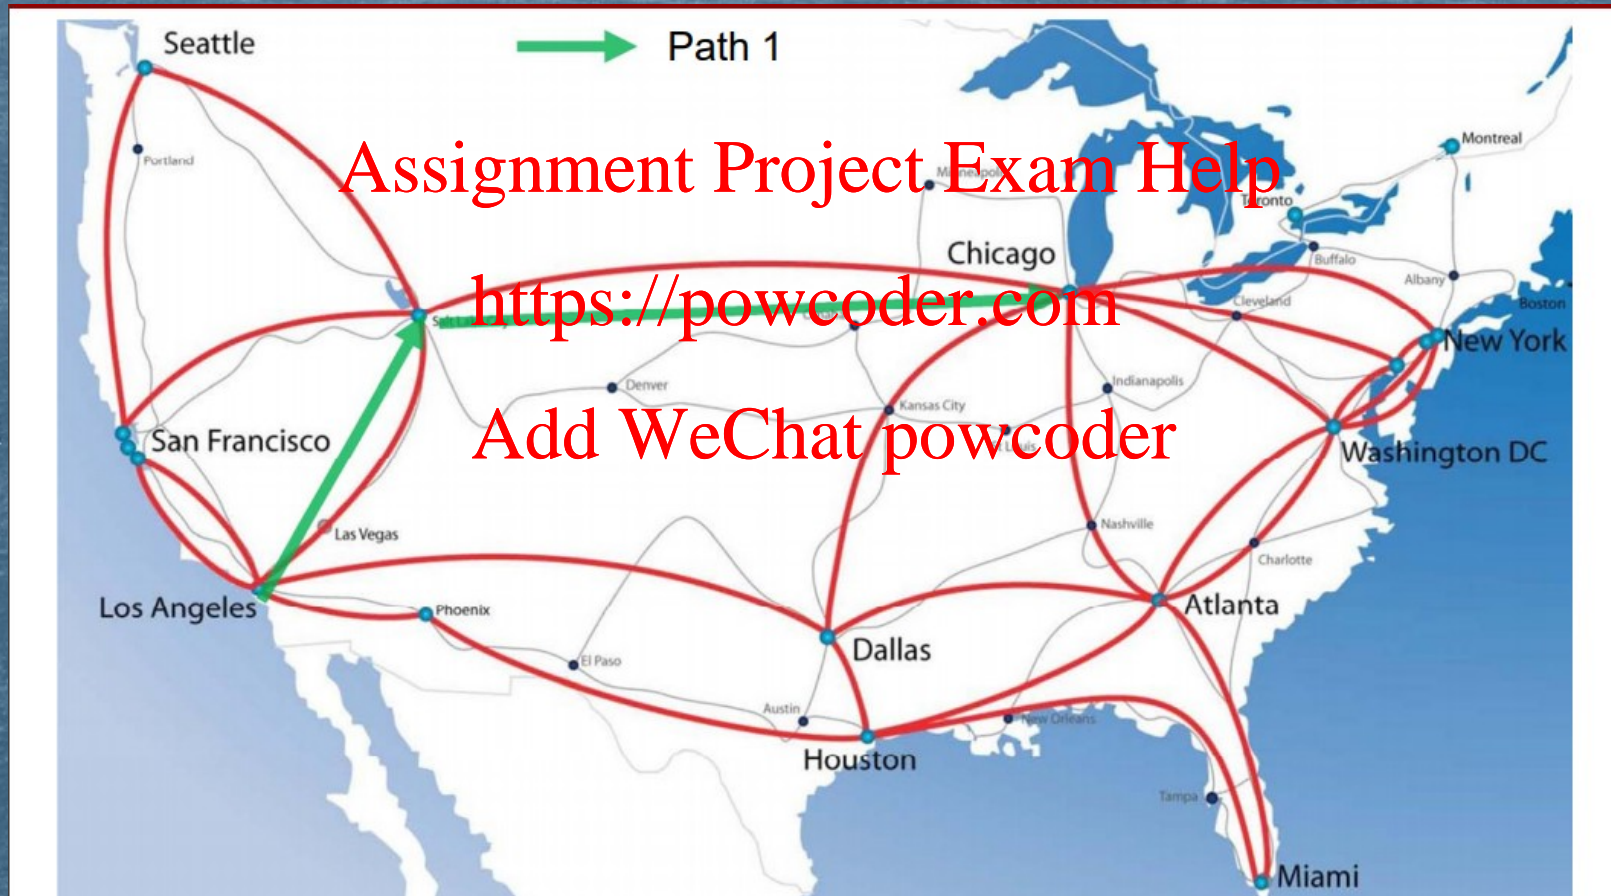 Seattle
Path 1
Montreal
Portland
Assignment Project Exam Help
Minneapolis
Toronto
Chicago
Buffalo
Albany
https://powcoder.com
Cleveland
Boston
New York
Denver
Indianapolis
Kansas City
Add WeChat powcoder
San Francisco
Washington DC
Las Vegas
Nashville
Charlotte
Los Angeles
Phoenix
Atlanta
Dallas
El Paso
Austin
New Orleans
Houston
Tampa
Miami